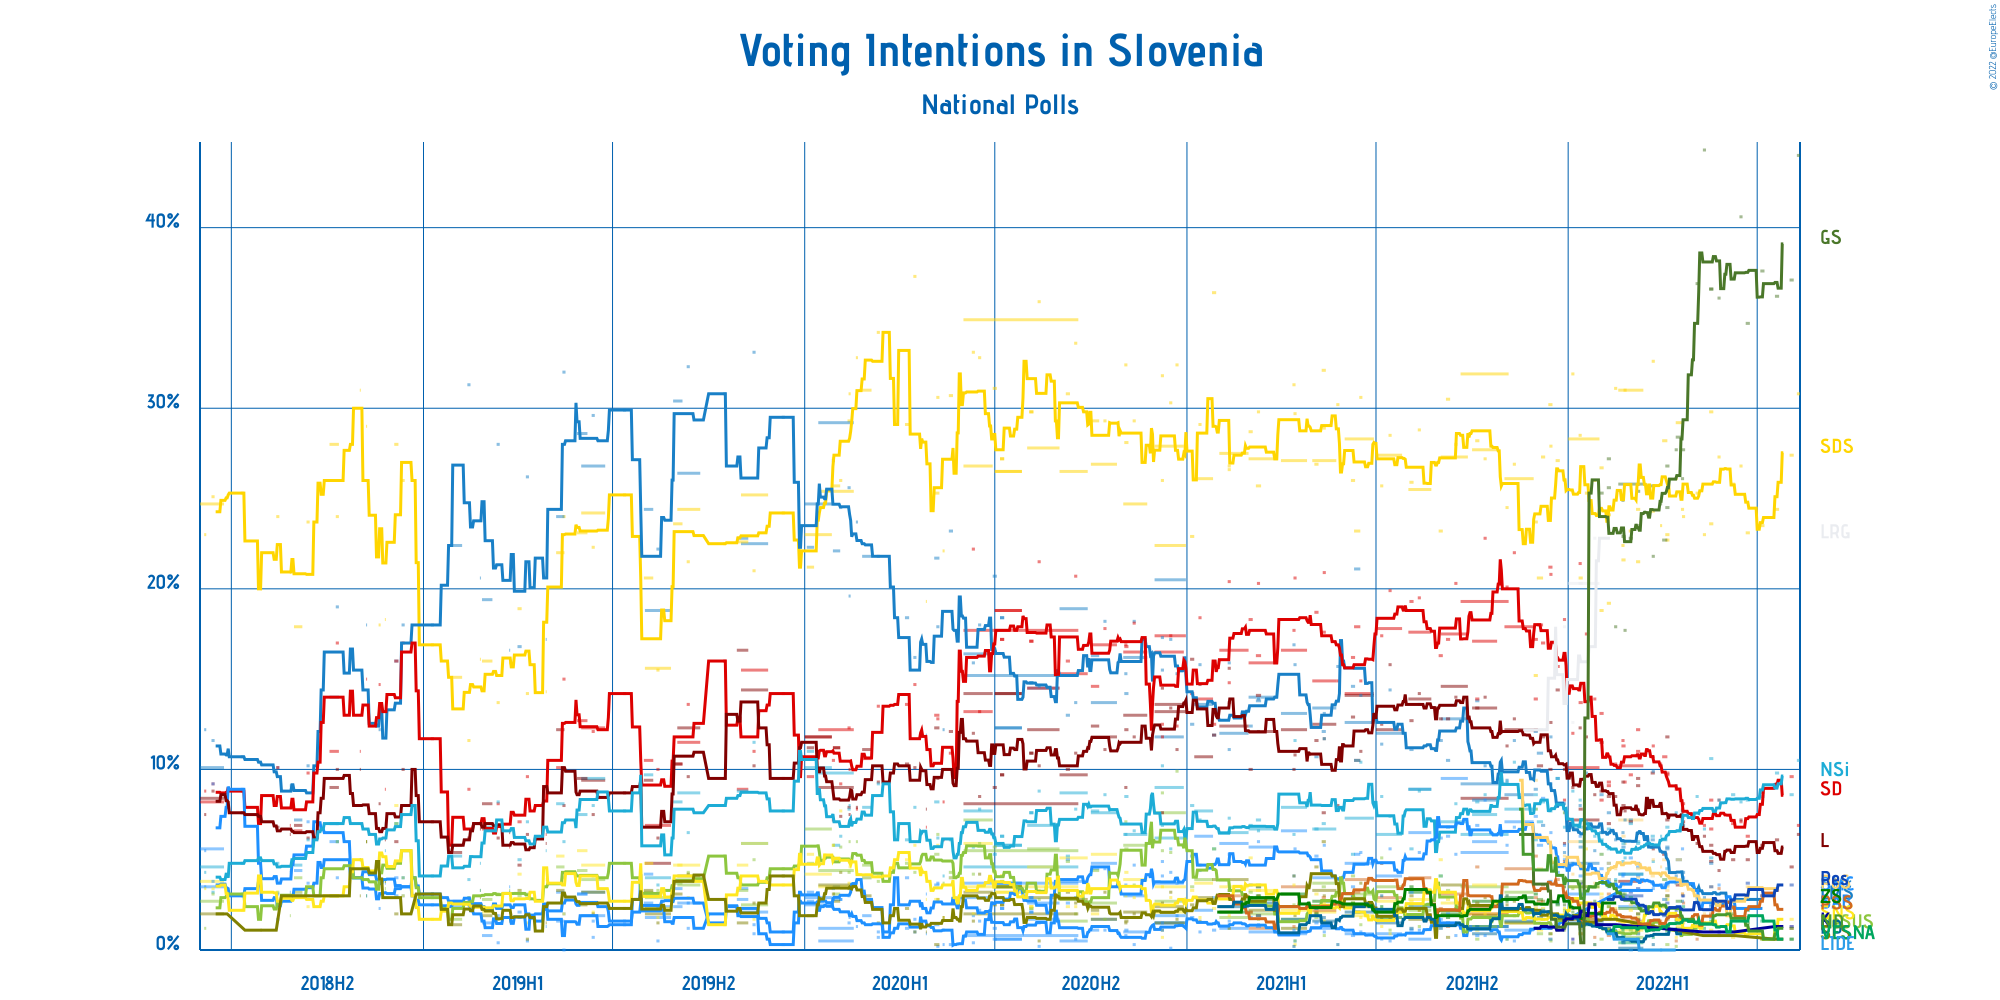 © 2022 @EuropeElects
Voting Intentions in Slovenia
National Polls
40%
30%
20%
10%
0%
GS
SDS
LRG
NSi
SD
L
Res
LIDE
2018H2
2019H1
2019H2
2020H1
2020H2
2021H1
2021H2
2022H1